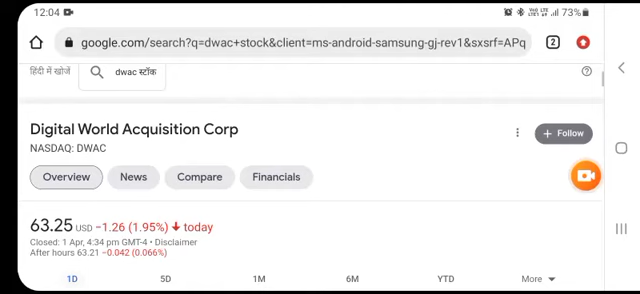 12:04 73%
google.com/search?q=dwac+stock&client=ms-android-samsung-gj-rev1&sxsrf=APq 2
हिंदी में खोजें dwac स्टॉक
Digital World Acquisition Corp
+ Follow
NASDAQ: DWAC
Overview News Compare Financials
63.25 USD −1.26 (1.95%) today
Closed: 1 Apr, 4:34 pm GMT-4 • Disclaimer
After hours 63.21 −0.042 (0.066%)
1D 5D 1M 6M YTD More